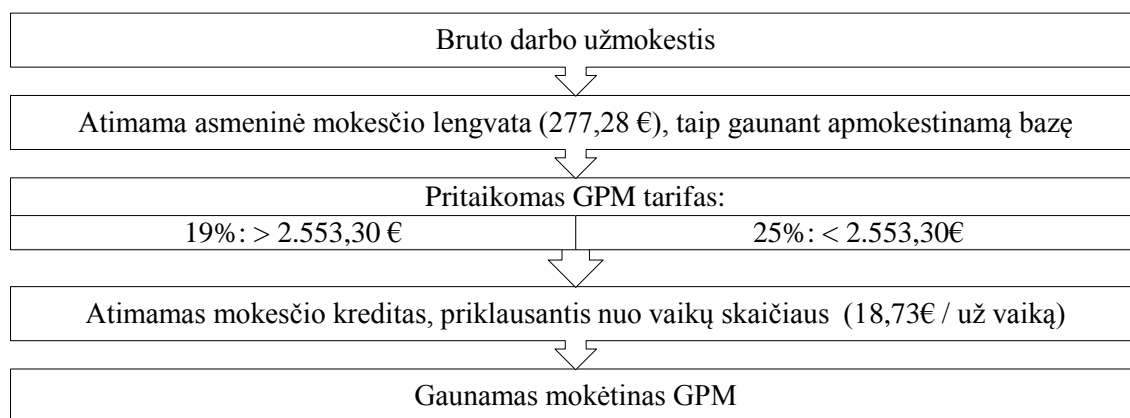 Bruto darbo užmokestis
Atimama asmeninė mokesčio lengvata (277,28 €), taip gaunant apmokestinamą bazę
Pritaikomas GPM tarifas:
19%: > 2.553,30 €
25%: < 2.553,30€
Atimamas mokesčio kreditas, priklausantis nuo vaikų skaičiaus (18,73€ / už vaiką)
Gaunamas mokėtinas GPM